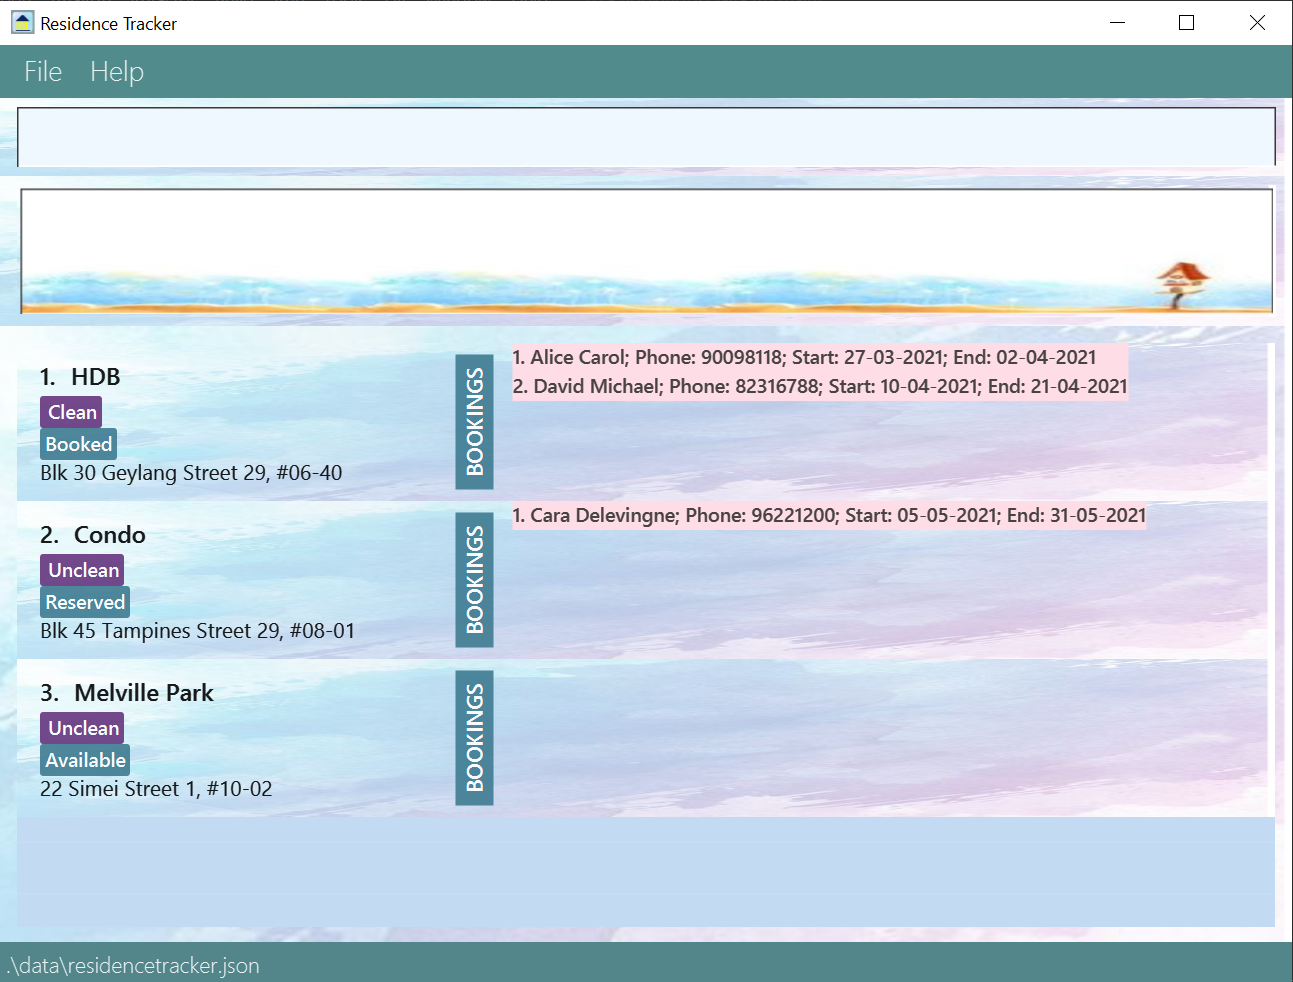 Residence Tracker
File Help
1. HDB
Clean
Booked
Blk 30 Geylang Street 29, #06-40
BOOKINGS
1. Alice Carol; Phone: 90098118; Start: 27-03-2021; End: 02-04-2021
2. David Michael; Phone: 82316788; Start: 10-04-2021; End: 21-04-2021
2. Condo
Unclean
Reserved
Blk 45 Tampines Street 29, #08-01
BOOKINGS
1. Cara Delevingne; Phone: 96221200; Start: 05-05-2021; End: 31-05-2021
3. Melville Park
Unclean
Available
22 Simei Street 1, #10-02
BOOKINGS
.\data\residencetracker.json